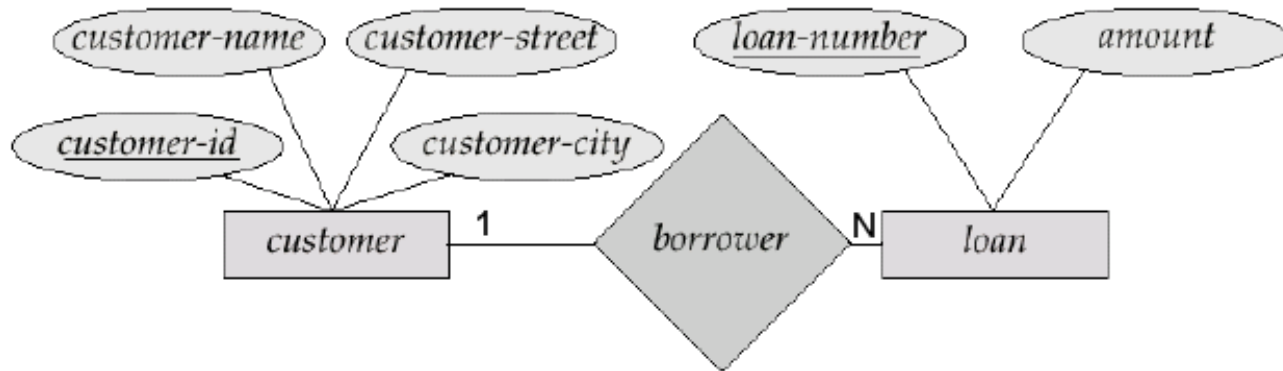 customer-name
customer-street
loan-number
amount
customer-id
customer-city
customer
1
borrower
N
loan